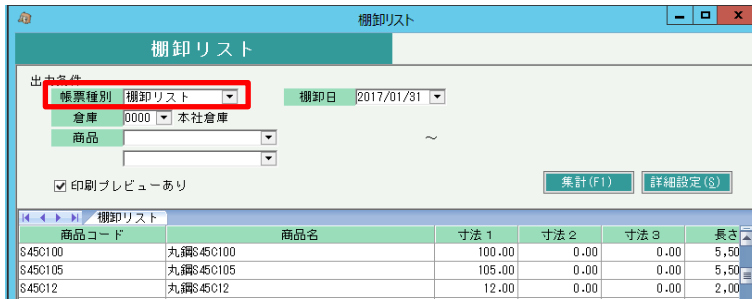 棚卸リスト
棚卸リスト
出力条件
帳票種別 棚卸リスト 棚卸日 2017/01/31
倉庫 0000 本社倉庫
商品 ～
印刷プレビューあり 集計(F1) 詳細設定(S)
棚卸リスト
商品コード 商品名 寸法1 寸法2 寸法3 長さ
S45C100 丸鋼S45C100 100.00 0.00 0.00 5,50
S45C105 丸鋼S45C105 105.00 0.00 0.00 5,50
S45C12 丸鋼S45C12 12.00 0.00 0.00 2,00